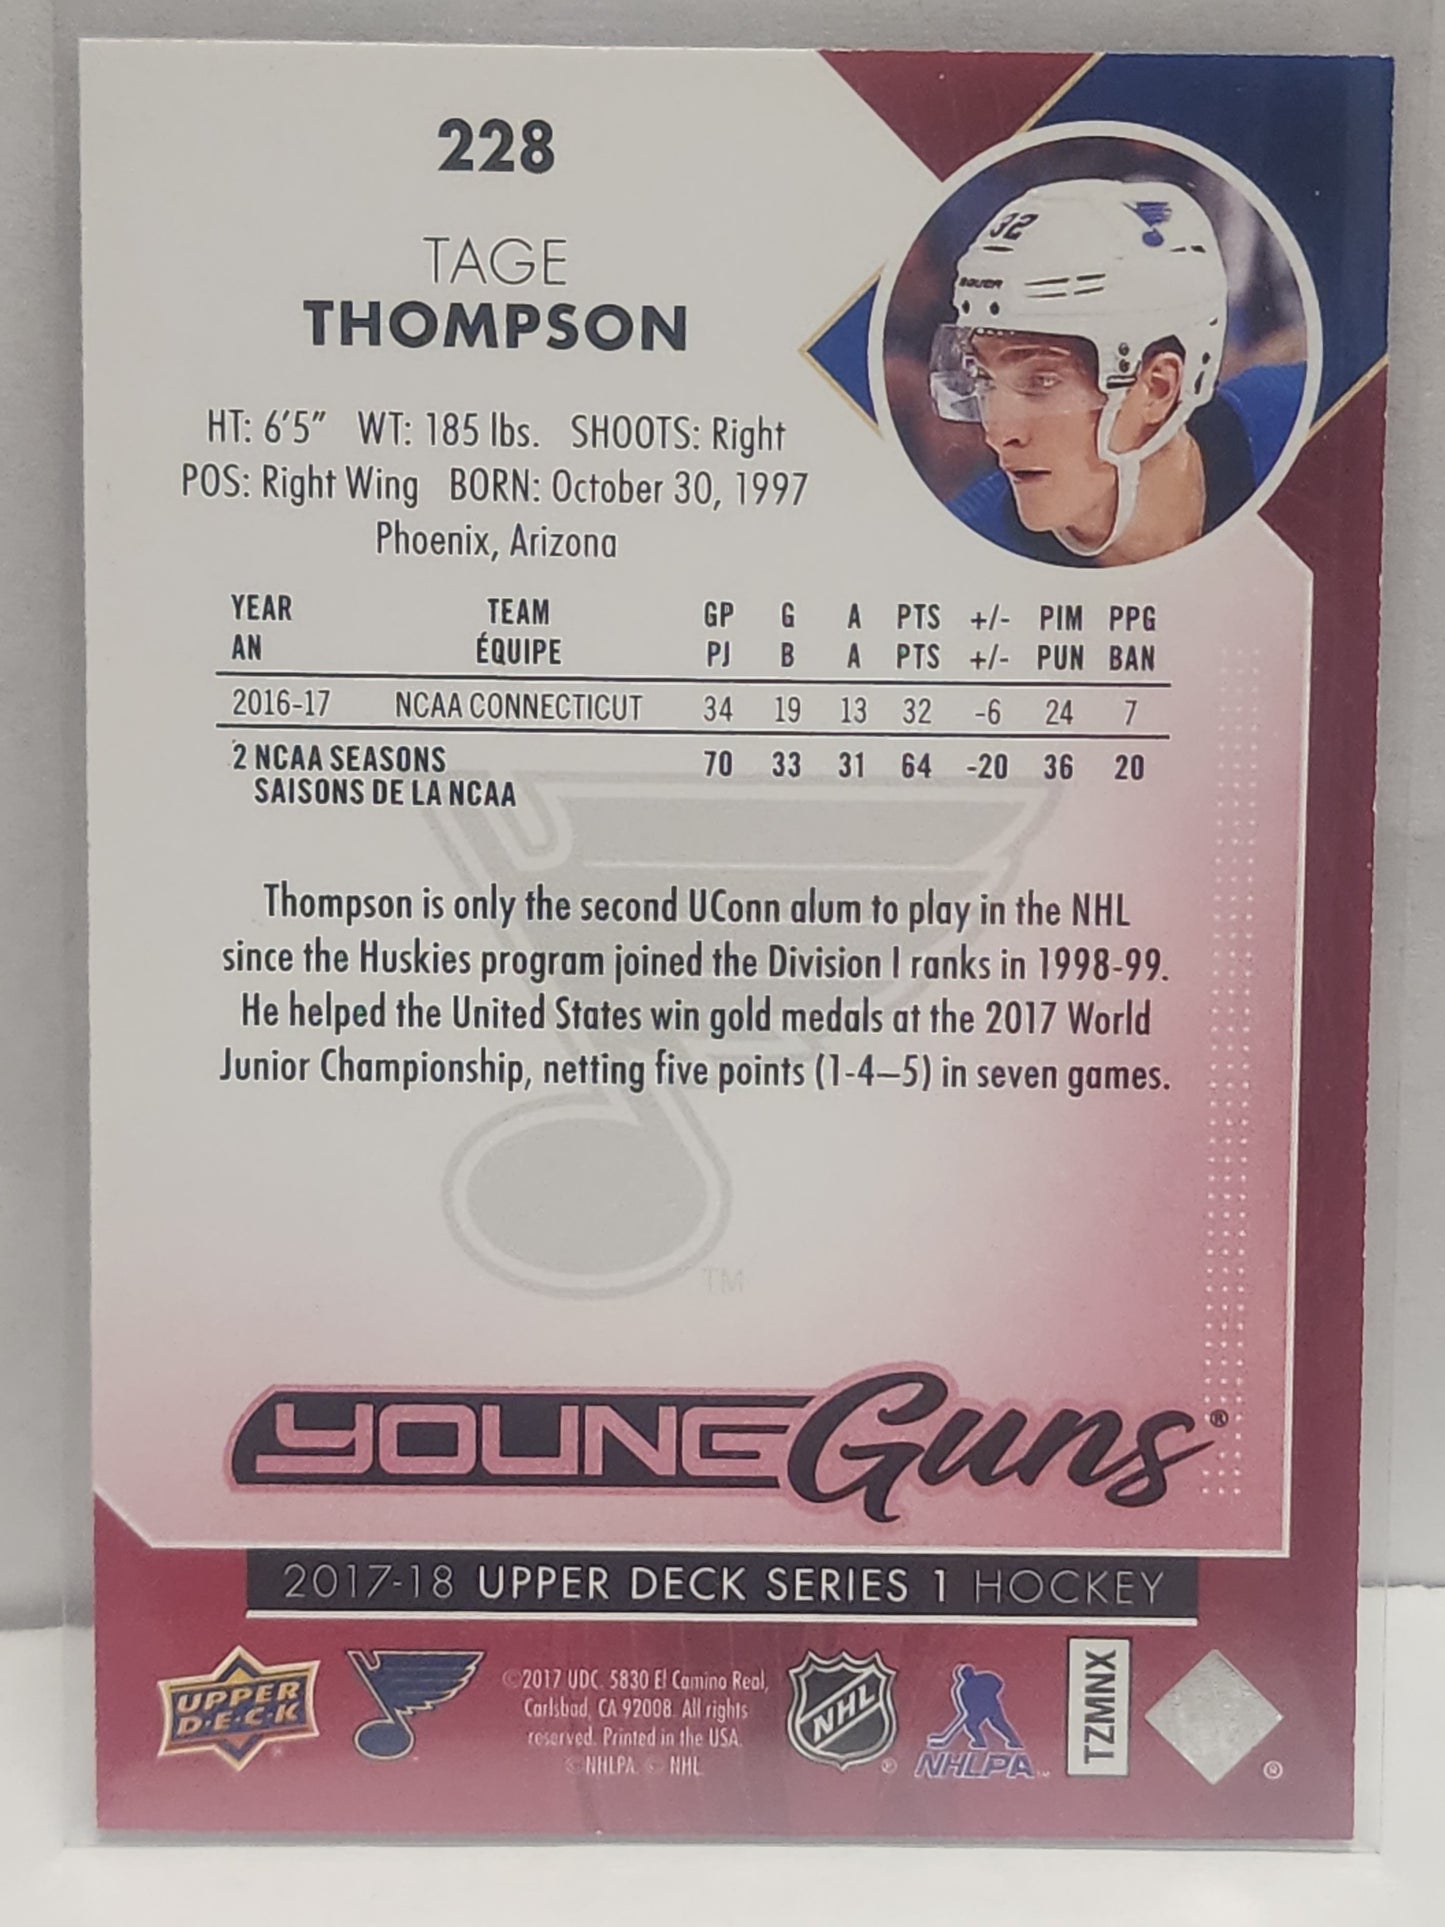 228
TAGE
THOMPSON
HT: 6'5" WT: 185 lbs. SHOOTS: Right
POS: Right Wing BORN: October 30, 1997
Phoenix, Arizona
32
BAUER
YEAR TEAM GP G A PTS +/- PIM PPG
AN ÉQUIPE PJ B A PTS +/- PUN BAN
2016-17 NCAA CONNECTICUT 34 19 13 32 -6 24 7
2 NCAA SEASONS 70 33 31 64 -20 36 20
SAISONS DE LA NCAA
Thompson is only the second UConn alum to play in the NHL
since the Huskies program joined the Division I ranks in 1998-99.
He helped the United States win gold medals at the 2017 World
Junior Championship, netting five points (1-4–5) in seven games.
TM
YOUNG Guns®
2017-18 UPPER DECK SERIES 1 HOCKEY
UPPER
D·E·C·K
©2017 UDC. 5830 El Camino Real,
Carlsbad, CA 92008. All rights
reserved. Printed in the USA.
© NHLPA. © NHL
NHL ®
NHLPA™
TZMNX
®